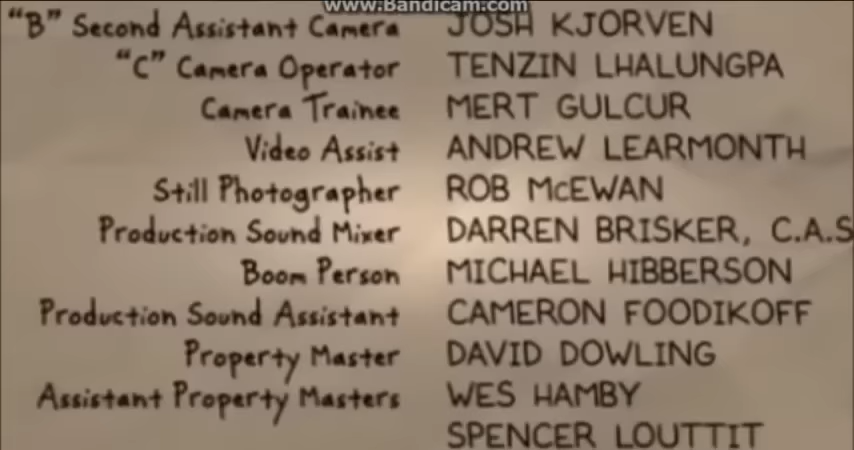 www.Bandicam.com
"B" Second Assistant Camera JOSH KJORVEN
"C" Camera Operator TENZIN LHALUNGPA
Camera Trainee MERT GULCUR
Video Assist ANDREW LEARMONTH
Still Photographer ROB McEWAN
Production Sound Mixer DARREN BRISKER, C.A.S
Boom Person MICHAEL HIBBERSON
Production Sound Assistant CAMERON FOODIKOFF
Property Master DAVID DOWLING
Assistant Property Masters WES HAMBY
SPENCER LOUTTIT